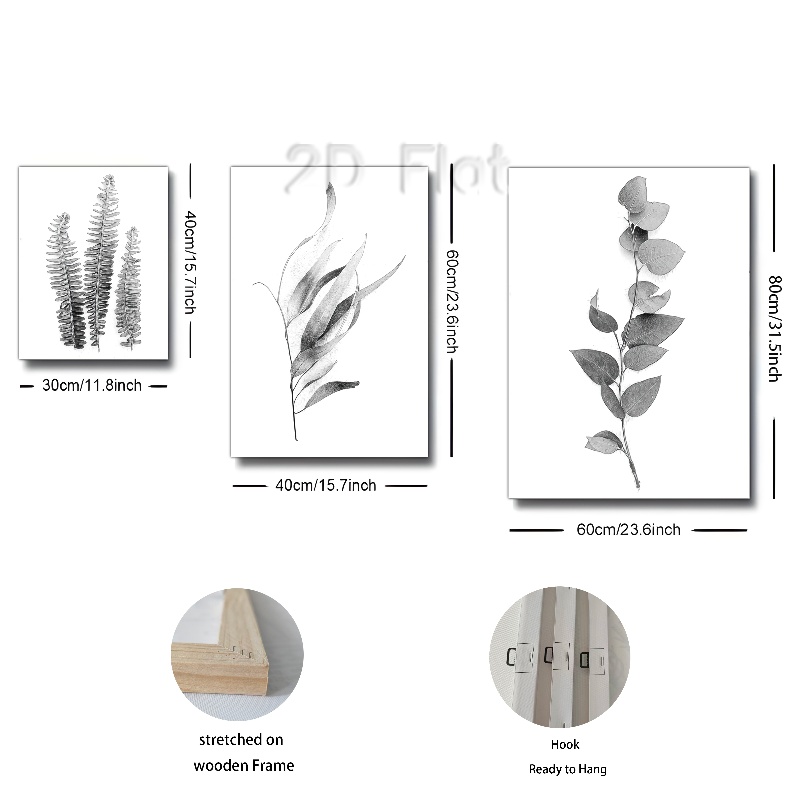 2D Flat
40cm/15.7inch
30cm/11.8inch
60cm/23.6inch
40cm/15.7inch
80cm/31.5inch
60cm/23.6inch
stretched on
wooden Frame
Hook
Ready to Hang